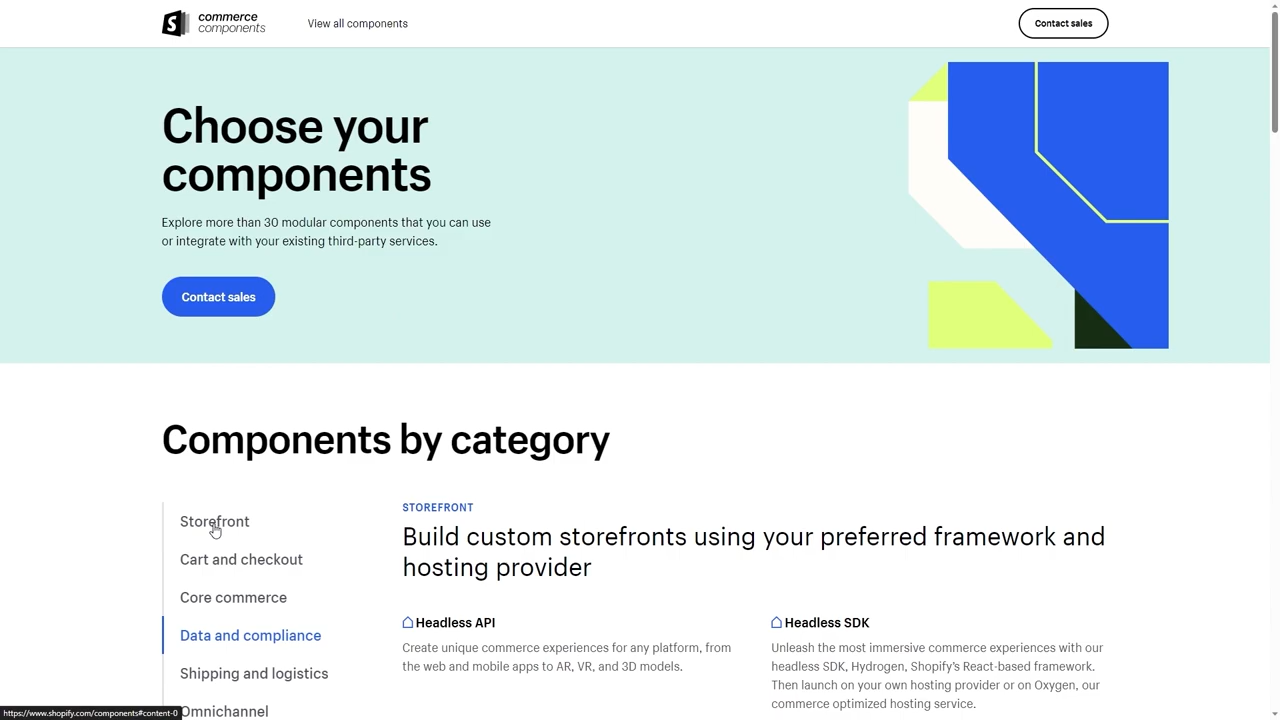 commerce
components
View all components
Contact sales
Choose your
components
Explore more than 30 modular components that you can use
or integrate with your existing third-party services.
Contact sales
Components by category
Storefront
Cart and checkout
Core commerce
Data and compliance
Shipping and logistics
Omnichannel
STOREFRONT
Build custom storefronts using your preferred framework and
hosting provider
Headless API
Create unique commerce experiences for any platform, from
the web and mobile apps to AR, VR, and 3D models.
Headless SDK
Unleash the most immersive commerce experiences with our
headless SDK, Hydrogen, Shopify's React-based framework.
Then launch on your own hosting provider or on Oxygen, our
commerce optimized hosting service.
https://www.shopify.com/components#content-0